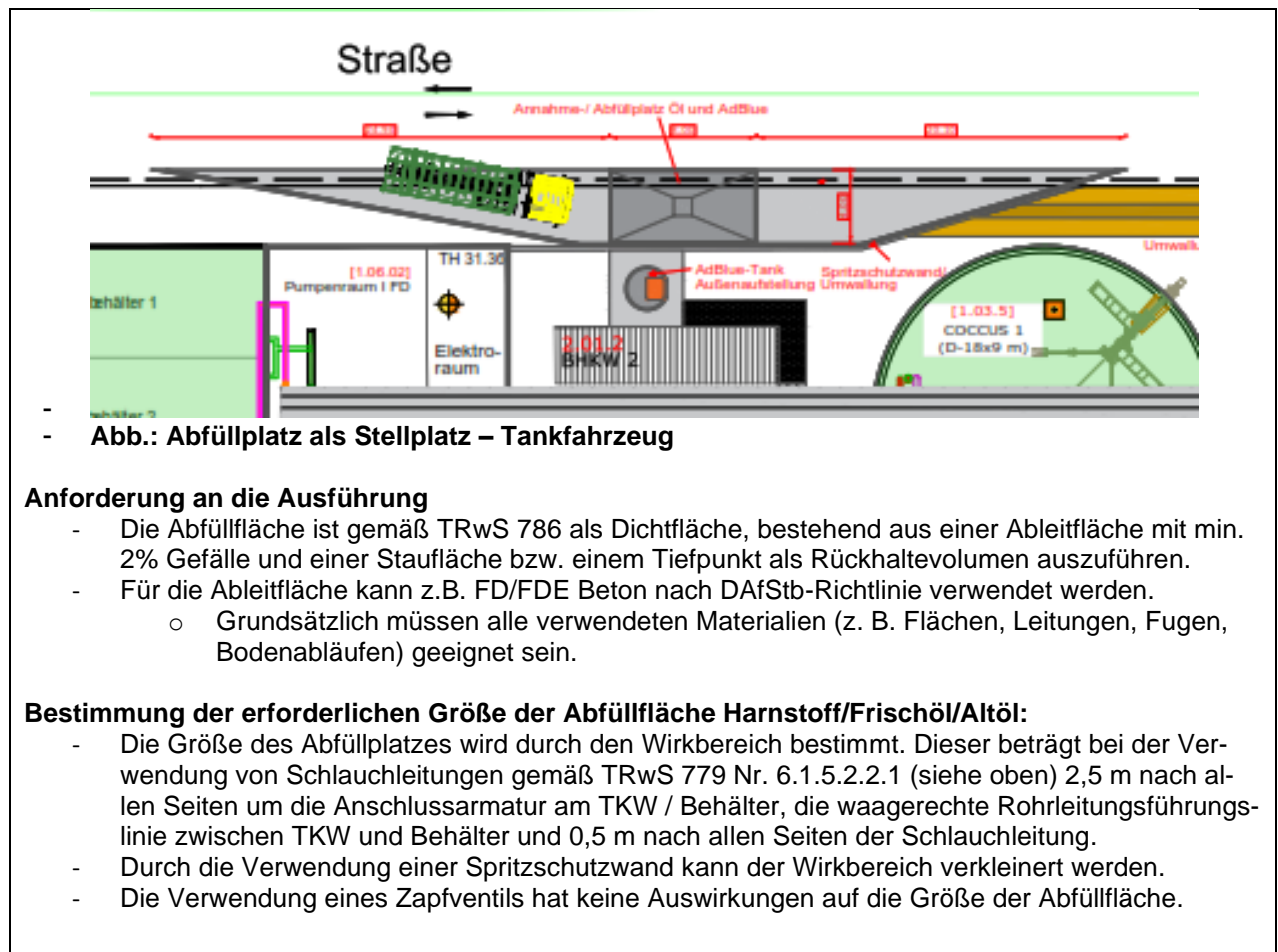 Straße
Annahme-/ Abfüllplatz Öl und AdBlue
TH 31.36
[1.06.02]
Pumpenraum I FD
AdBlue-Tank
Außenaufstellung
Spritzschutzwand/
Umwallung
behälter 1
[1.03.5]
COCCUS 1
(D-18x9 m)
Elektro-
raum
2.01.2
BHKW 2
-
- Abb.: Abfüllplatz als Stellplatz – Tankfahrzeug
Anforderung an die Ausführung
- Die Abfüllfläche ist gemäß TRwS 786 als Dichtfläche, bestehend aus einer Ableitfläche mit min.
2% Gefälle und einer Staufläche bzw. einem Tiefpunkt als Rückhaltevolumen auszuführen.
- Für die Ableitfläche kann z.B. FD/FDE Beton nach DAfStb-Richtlinie verwendet werden.
o Grundsätzlich müssen alle verwendeten Materialien (z. B. Flächen, Leitungen, Fugen,
Bodenabläufen) geeignet sein.
Bestimmung der erforderlichen Größe der Abfüllfläche Harnstoff/Frischöl/Altöl:
- Die Größe des Abfüllplatzes wird durch den Wirkbereich bestimmt. Dieser beträgt bei der Ver-
wendung von Schlauchleitungen gemäß TRwS 779 Nr. 6.1.5.2.2.1 (siehe oben) 2,5 m nach al-
len Seiten um die Anschlussarmatur am TKW / Behälter, die waagerechte Rohrleitungsführungs-
linie zwischen TKW und Behälter und 0,5 m nach allen Seiten der Schlauchleitung.
- Durch die Verwendung einer Spritzschutzwand kann der Wirkbereich verkleinert werden.
- Die Verwendung eines Zapfventils hat keine Auswirkungen auf die Größe der Abfüllfläche.